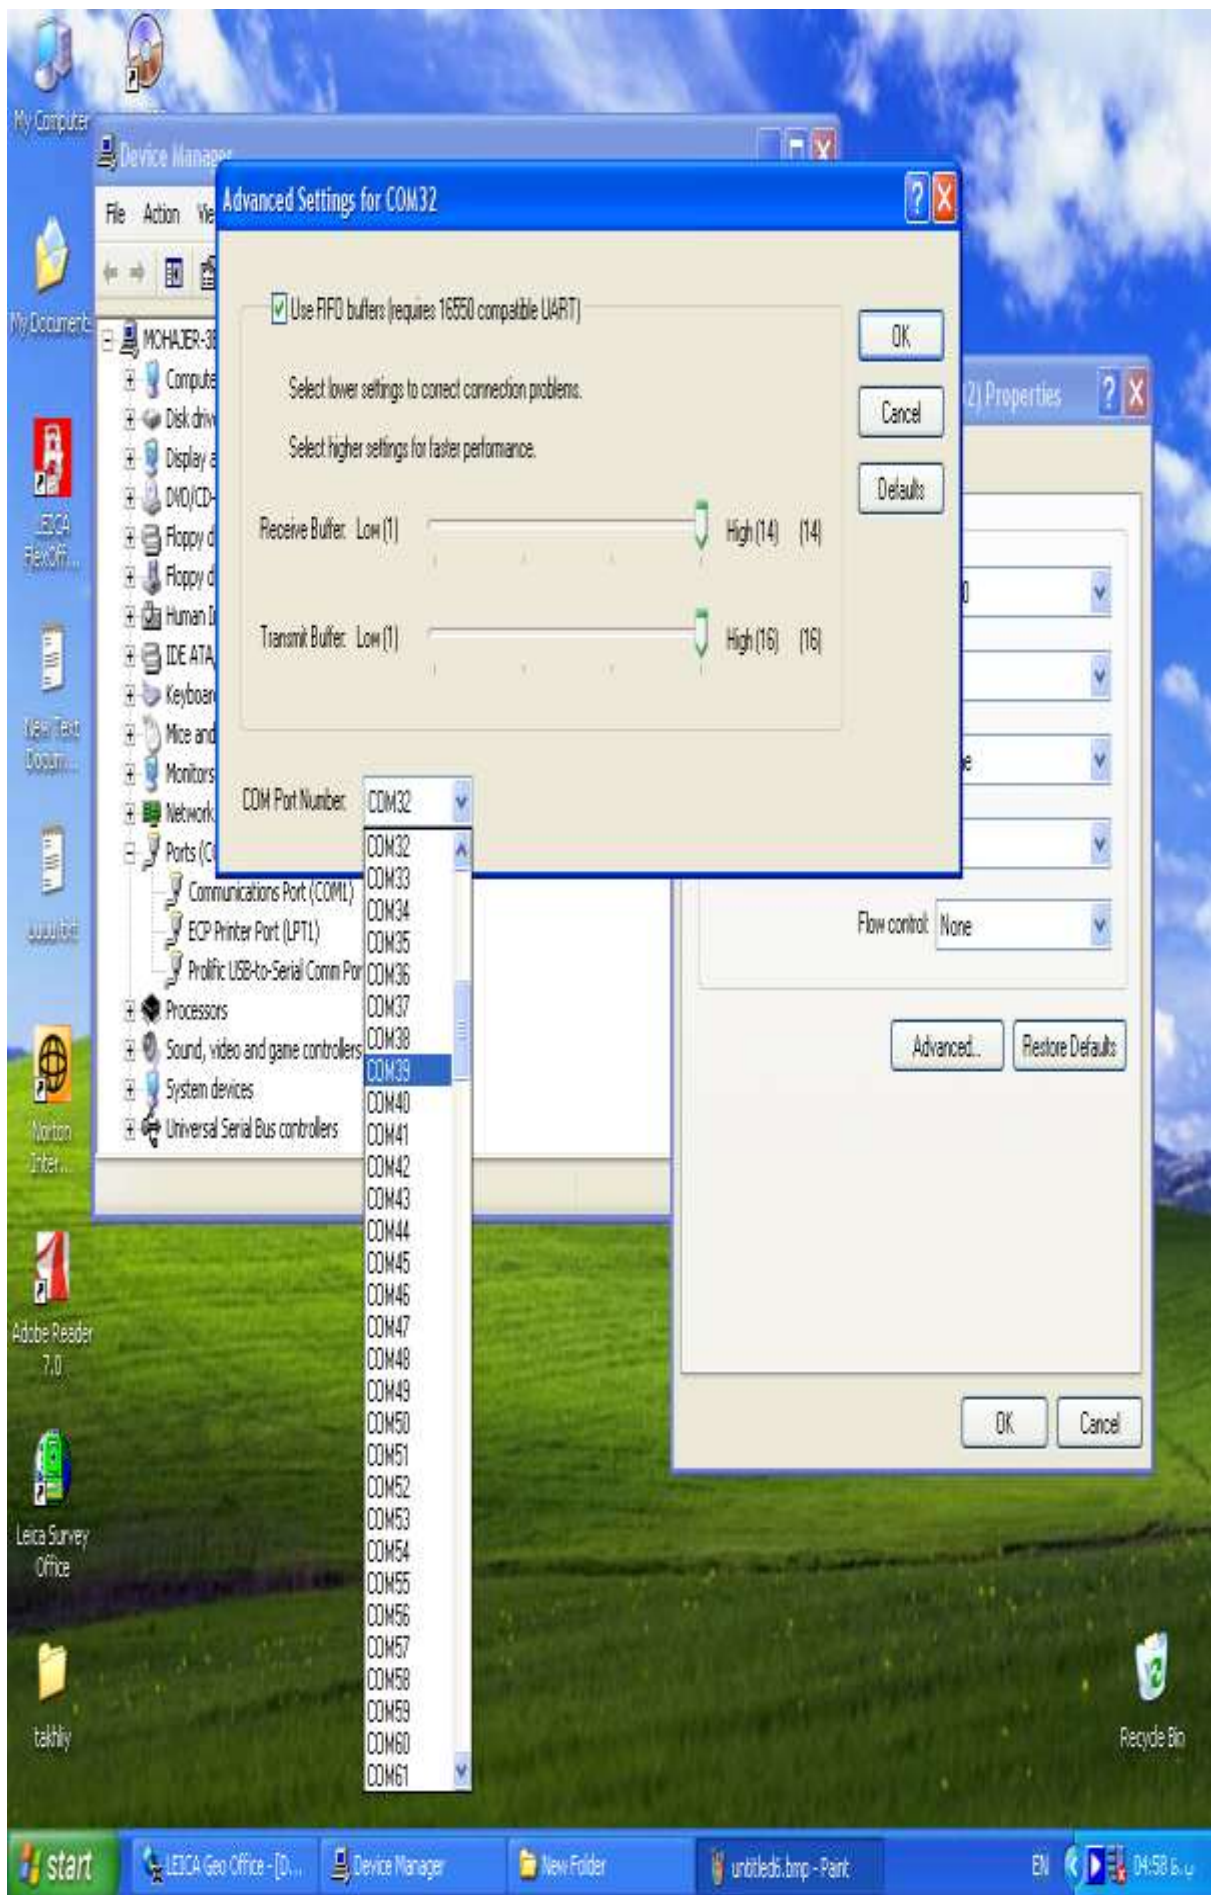 My Computer
Device Manager
File Action Vie
Advanced Settings for COM32
Use FIFO buffers (requires 16550 compatible UART)
Select lower settings to correct connection problems.
Select higher settings for faster performance.
Receive Buffer: Low (1) High (14) (14)
Transmit Buffer: Low (1) High (16) (16)
COM Port Number: COM32
OK
Cancel
Defaults
COM32
COM33
COM34
COM35
COM36
COM37
COM38
COM39
COM40
COM41
COM42
COM43
COM44
COM45
COM46
COM47
COM48
COM49
COM50
COM51
COM52
COM53
COM54
COM55
COM56
COM57
COM58
COM59
COM60
COM61
My Documents
MOHAJER-3
Compute
Disk driv
Display a
DVD/CD-
Floppy d
Floppy d
Human I
IDE ATA
Keyboar
Mice and
Monitors
Network
Ports (C
Communications Port (COM1)
ECP Printer Port (LPT1)
Prolific USB-to-Serial Comm Por
Processors
Sound, video and game controllers
System devices
Universal Serial Bus controllers
2) Properties
Flow control: None
Advanced...
Restore Defaults
OK
Cancel
LEICA
FlexOffi...
New Text
Docum...
Norton
Inter...
Adobe Reader
7.0
Leica Survey
Office
takhliy
Recycle Bin
start
LEICA Geo Office - [D...
Device Manager
New Folder
untitled6.bmp - Paint
EN
04:58 ب.ظ